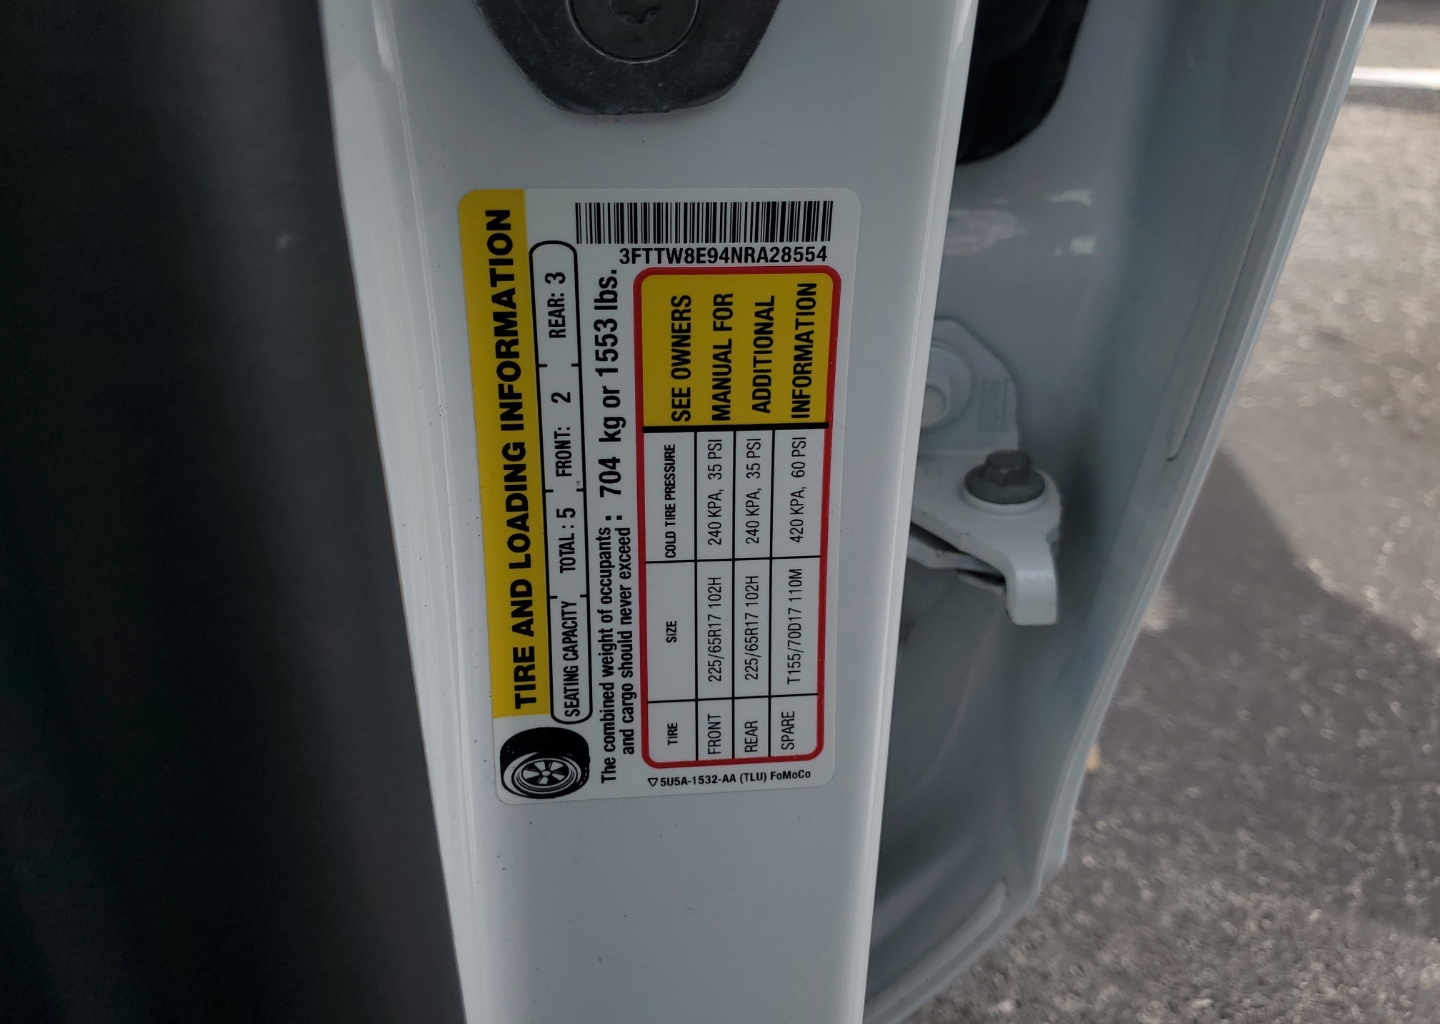 TIRE AND LOADING INFORMATION
SEATING CAPACITY TOTAL : 5 FRONT: 2 REAR: 3
The combined weight of occupants
and cargo should never exceed : 704 kg or 1553 lbs.
3FTTW8E94NRA28554
TIRE SIZE COLD TIRE PRESSURE
FRONT 225/65R17 102H 240 KPA, 35 PSI
REAR 225/65R17 102H 240 KPA, 35 PSI
SPARE T155/70D17 110M 420 KPA, 60 PSI
SEE OWNERS
MANUAL FOR
ADDITIONAL
INFORMATION
5U5A-1532-AA (TLU) FoMoCo